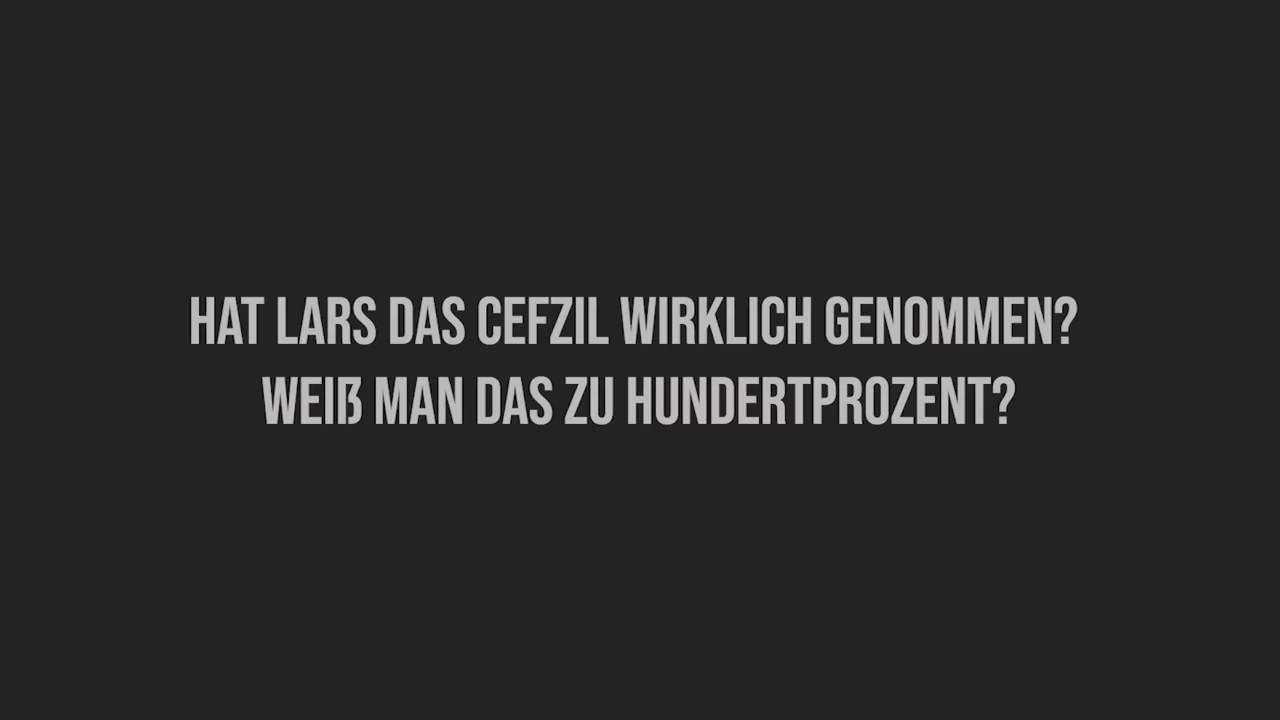 HAT LARS DAS CEFZIL WIRKLICH GENOMMEN?
WEIß MAN DAS ZU HUNDERTPROZENT?